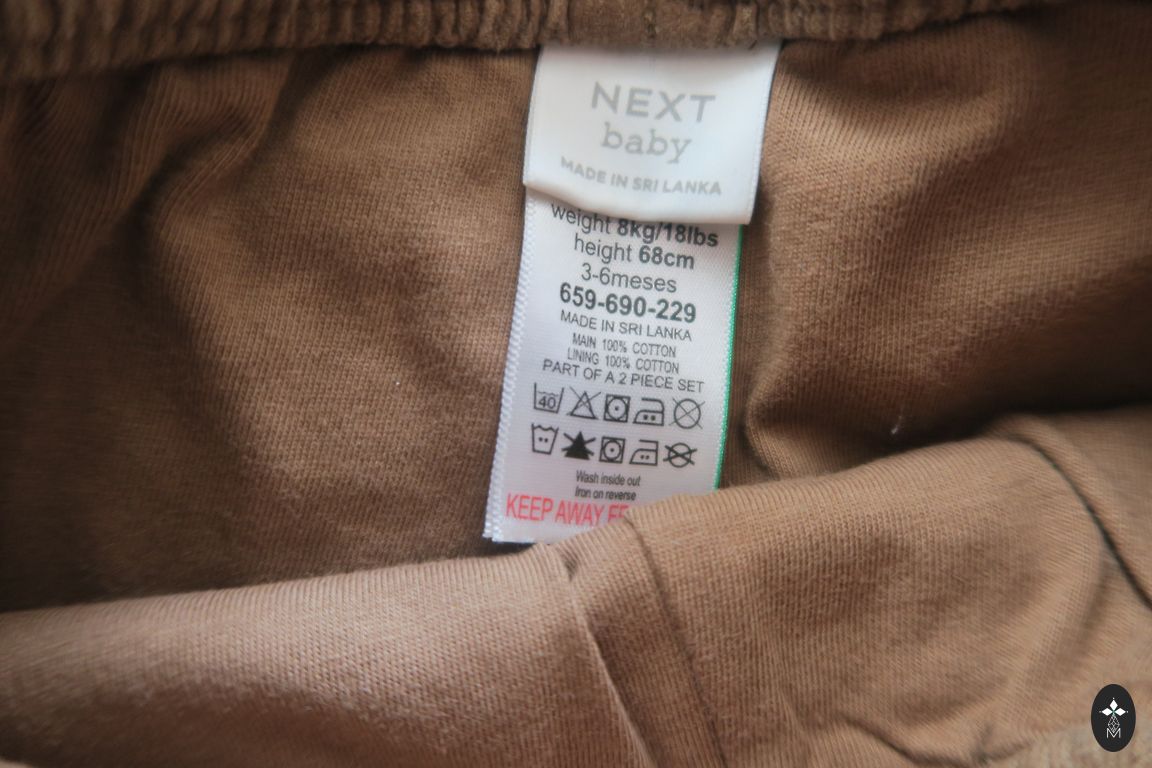 NEXT
baby
MADE IN SRI LANKA
weight 8kg/18lbs
height 68cm
3-6meses
659-690-229
MADE IN SRI LANKA
MAIN 100% COTTON
LINING 100% COTTON
PART OF A 2 PIECE SET
40
Wash inside out
Iron on reverse
KEEP AWAY
M